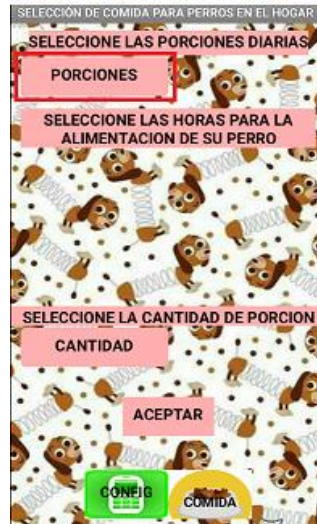 SELECCIÓN DE COMIDA PARA PERROS EN EL HOGAR
SELECCIONE LAS PORCIONES DIARIAS
PORCIONES
SELECCIONE LAS HORAS PARA LA
ALIMENTACION DE SU PERRO
SELECCIONE LA CANTIDAD DE PORCION
CANTIDAD
ACEPTAR
CONFIG
COMIDA